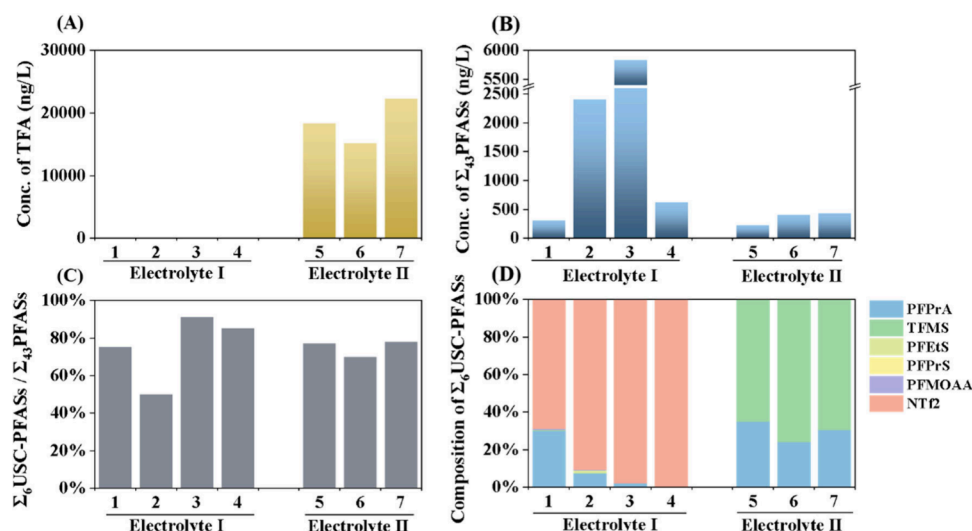 (A)
Conc. of TFA (ng/L)
30000
20000
10000
0
1 2 3 4 5 6 7
Electrolyte I Electrolyte II
(B)
Conc. of Σ₄₃PFASs (ng/L)
6000
5500
2500
2000
1500
1000
500
0
1 2 3 4 5 6 7
Electrolyte I Electrolyte II
(C)
Σ₆USC-PFASs / Σ₄₃PFASs
100%
80%
60%
40%
20%
0%
1 2 3 4 5 6 7
Electrolyte I Electrolyte II
(D)
Composition of Σ₆USC-PFASs
100%
80%
60%
40%
20%
0%
1 2 3 4 5 6 7
Electrolyte I Electrolyte II
PFPrA
TFMS
PFEtS
PFPrS
PFMOAA
NTf2